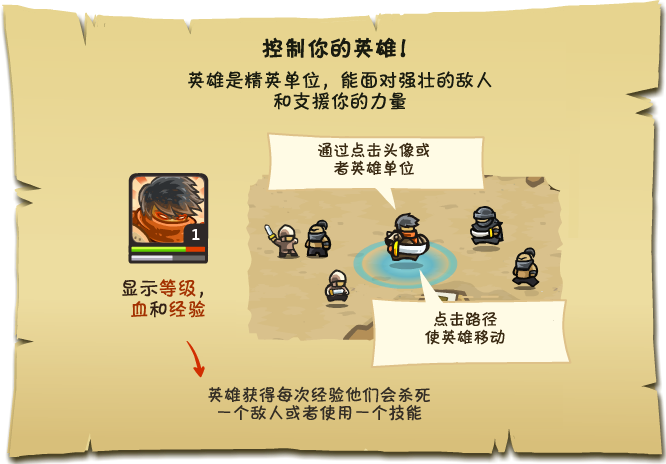 控制你的英雄!
英雄是精英单位，能面对强壮的敌人
和支援你的力量
通过点击头像或
者英雄单位
1
显示等级，
血和经验
点击路径
使英雄移动
英雄获得每次经验他们会杀死
一个敌人或者使用一个技能